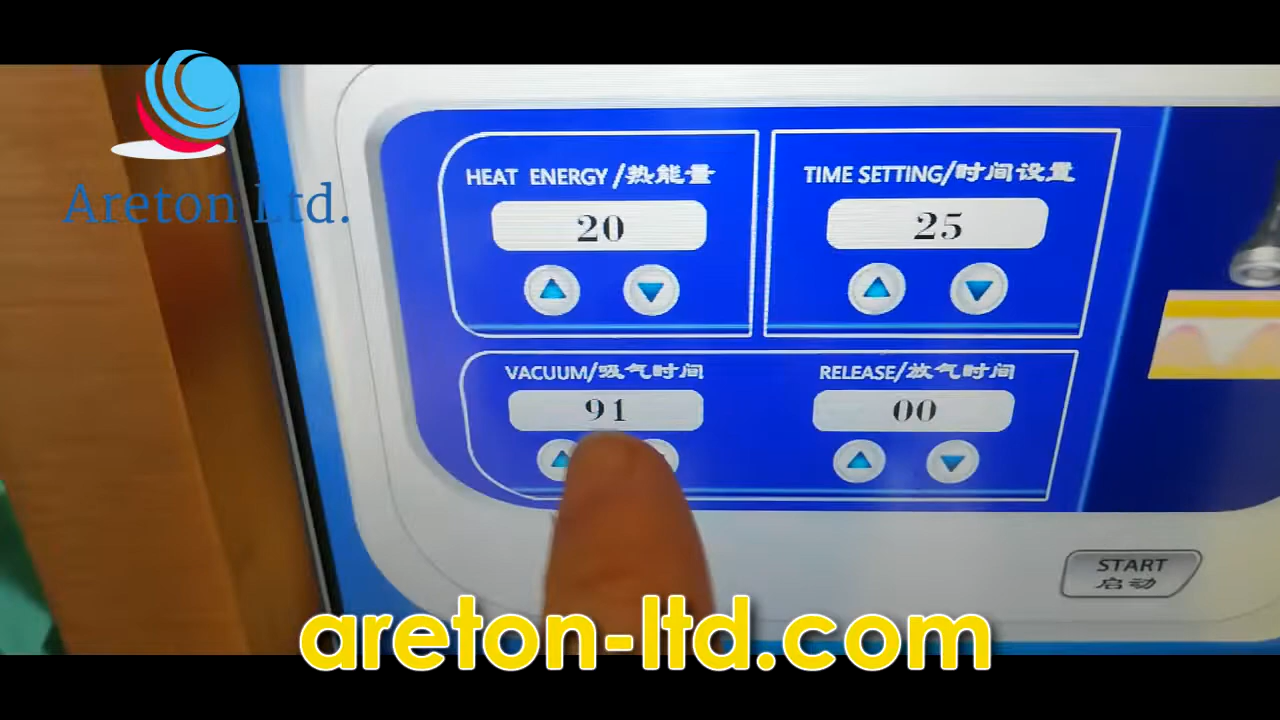 Areton Ltd.
HEAT ENERGY/热能量
20
TIME SETTING/时间设置
25
VACUUM/吸气时间
91
RELEASE/放气时间
00
START
启动
areton-ltd.com